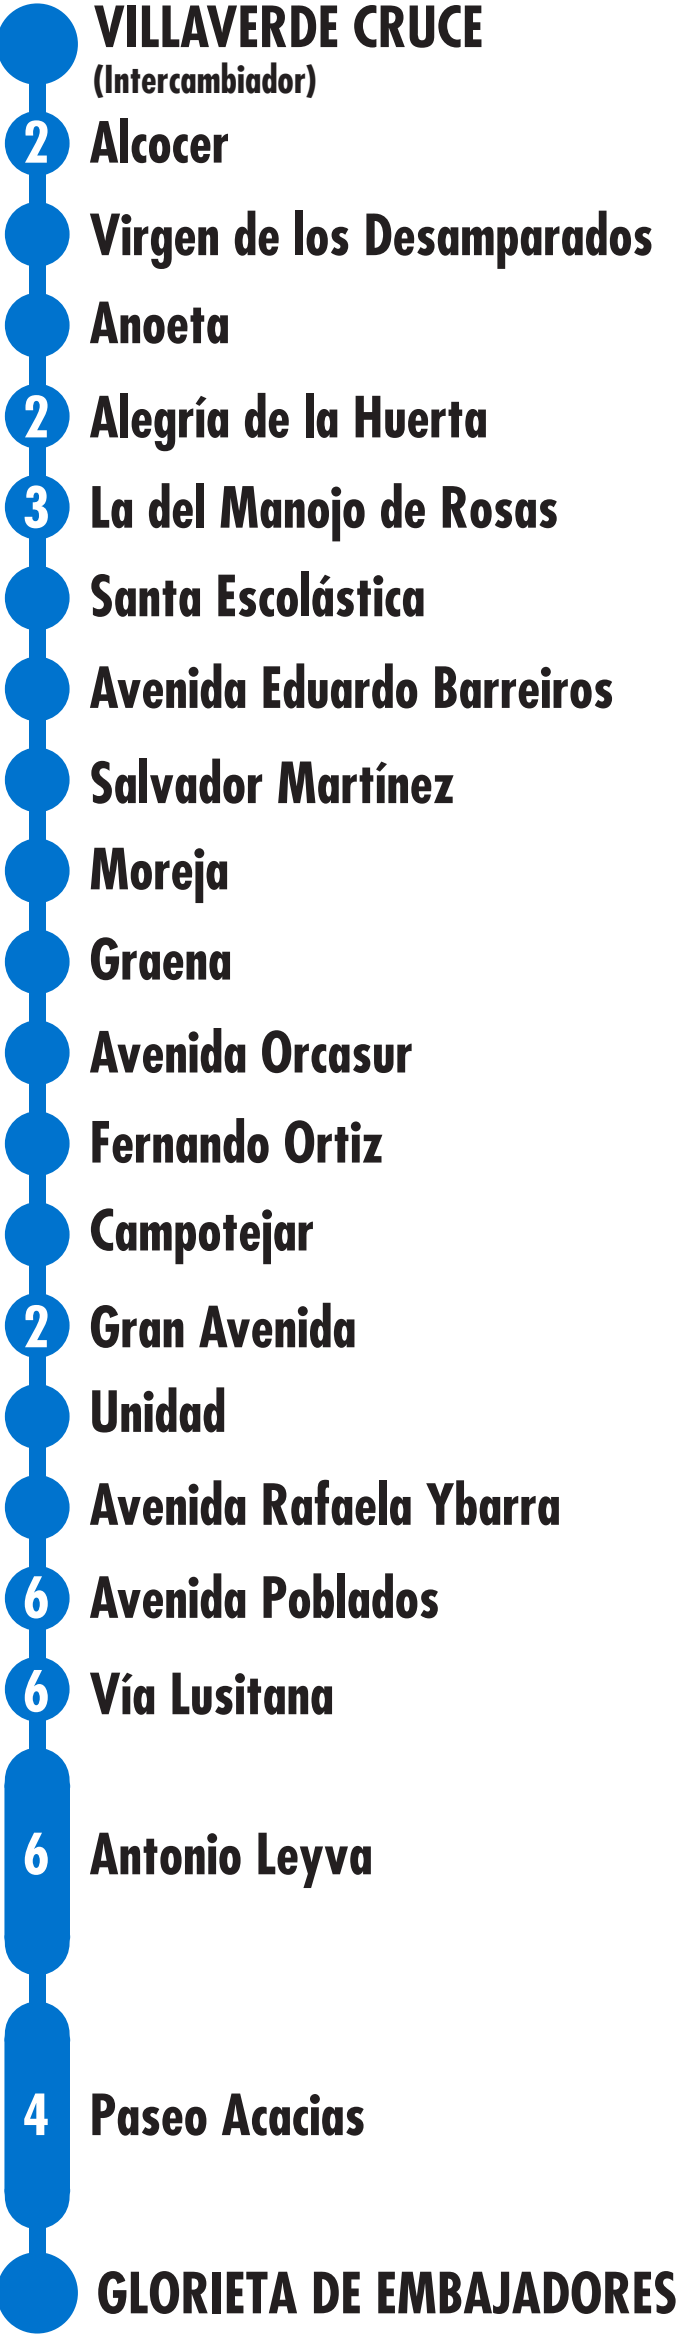 VILLAVERDE CRUCE
(Intercambiador)
2 Alcocer
Virgen de los Desamparados
Anoeta
2 Alegría de la Huerta
3 La del Manojo de Rosas
Santa Escolástica
Avenida Eduardo Barreiros
Salvador Martínez
Moreja
Graena
Avenida Orcasur
Fernando Ortiz
Campotejar
2 Gran Avenida
Unidad
Avenida Rafaela Ybarra
6 Avenida Poblados
6 Vía Lusitana
6 Antonio Leyva
4 Paseo Acacias
GLORIETA DE EMBAJADORES